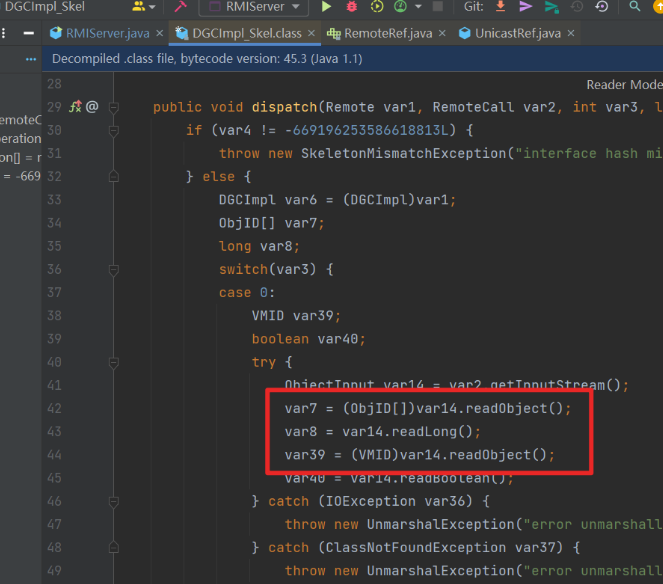 DGCImpl_Skel
RMIServer
Git:
RMIServer.java
DGCImpl_Skel.class
RemoteRef.java
UnicastRef.java
Decompiled .class file, bytecode version: 45.3 (Java 1.1)
Reader Mode
28
29 public void dispatch(Remote var1, RemoteCall var2, int var3, l
30 if (var4 != -669196253586618813L) {
31 throw new SkeletonMismatchException("interface hash mi
32 } else {
33 DGCImpl var6 = (DGCImpl)var1;
34 ObjID[] var7;
35 long var8;
36 switch(var3) {
37 case 0:
38 VMID var39;
39 boolean var40;
40 try {
41 ObjectInput var14 = var2.getInputStream();
42 var7 = (ObjID[])var14.readObject();
43 var8 = var14.readLong();
44 var39 = (VMID)var14.readObject();
45 var40 = var14.readBoolean();
46 } catch (IOException var36) {
47 throw new UnmarshalException("error unmarshall
48 } catch (ClassNotFoundException var37) {
49 throw new UnmarshalException("error unmarshall
emoteC
peration
on[] = n
= -669